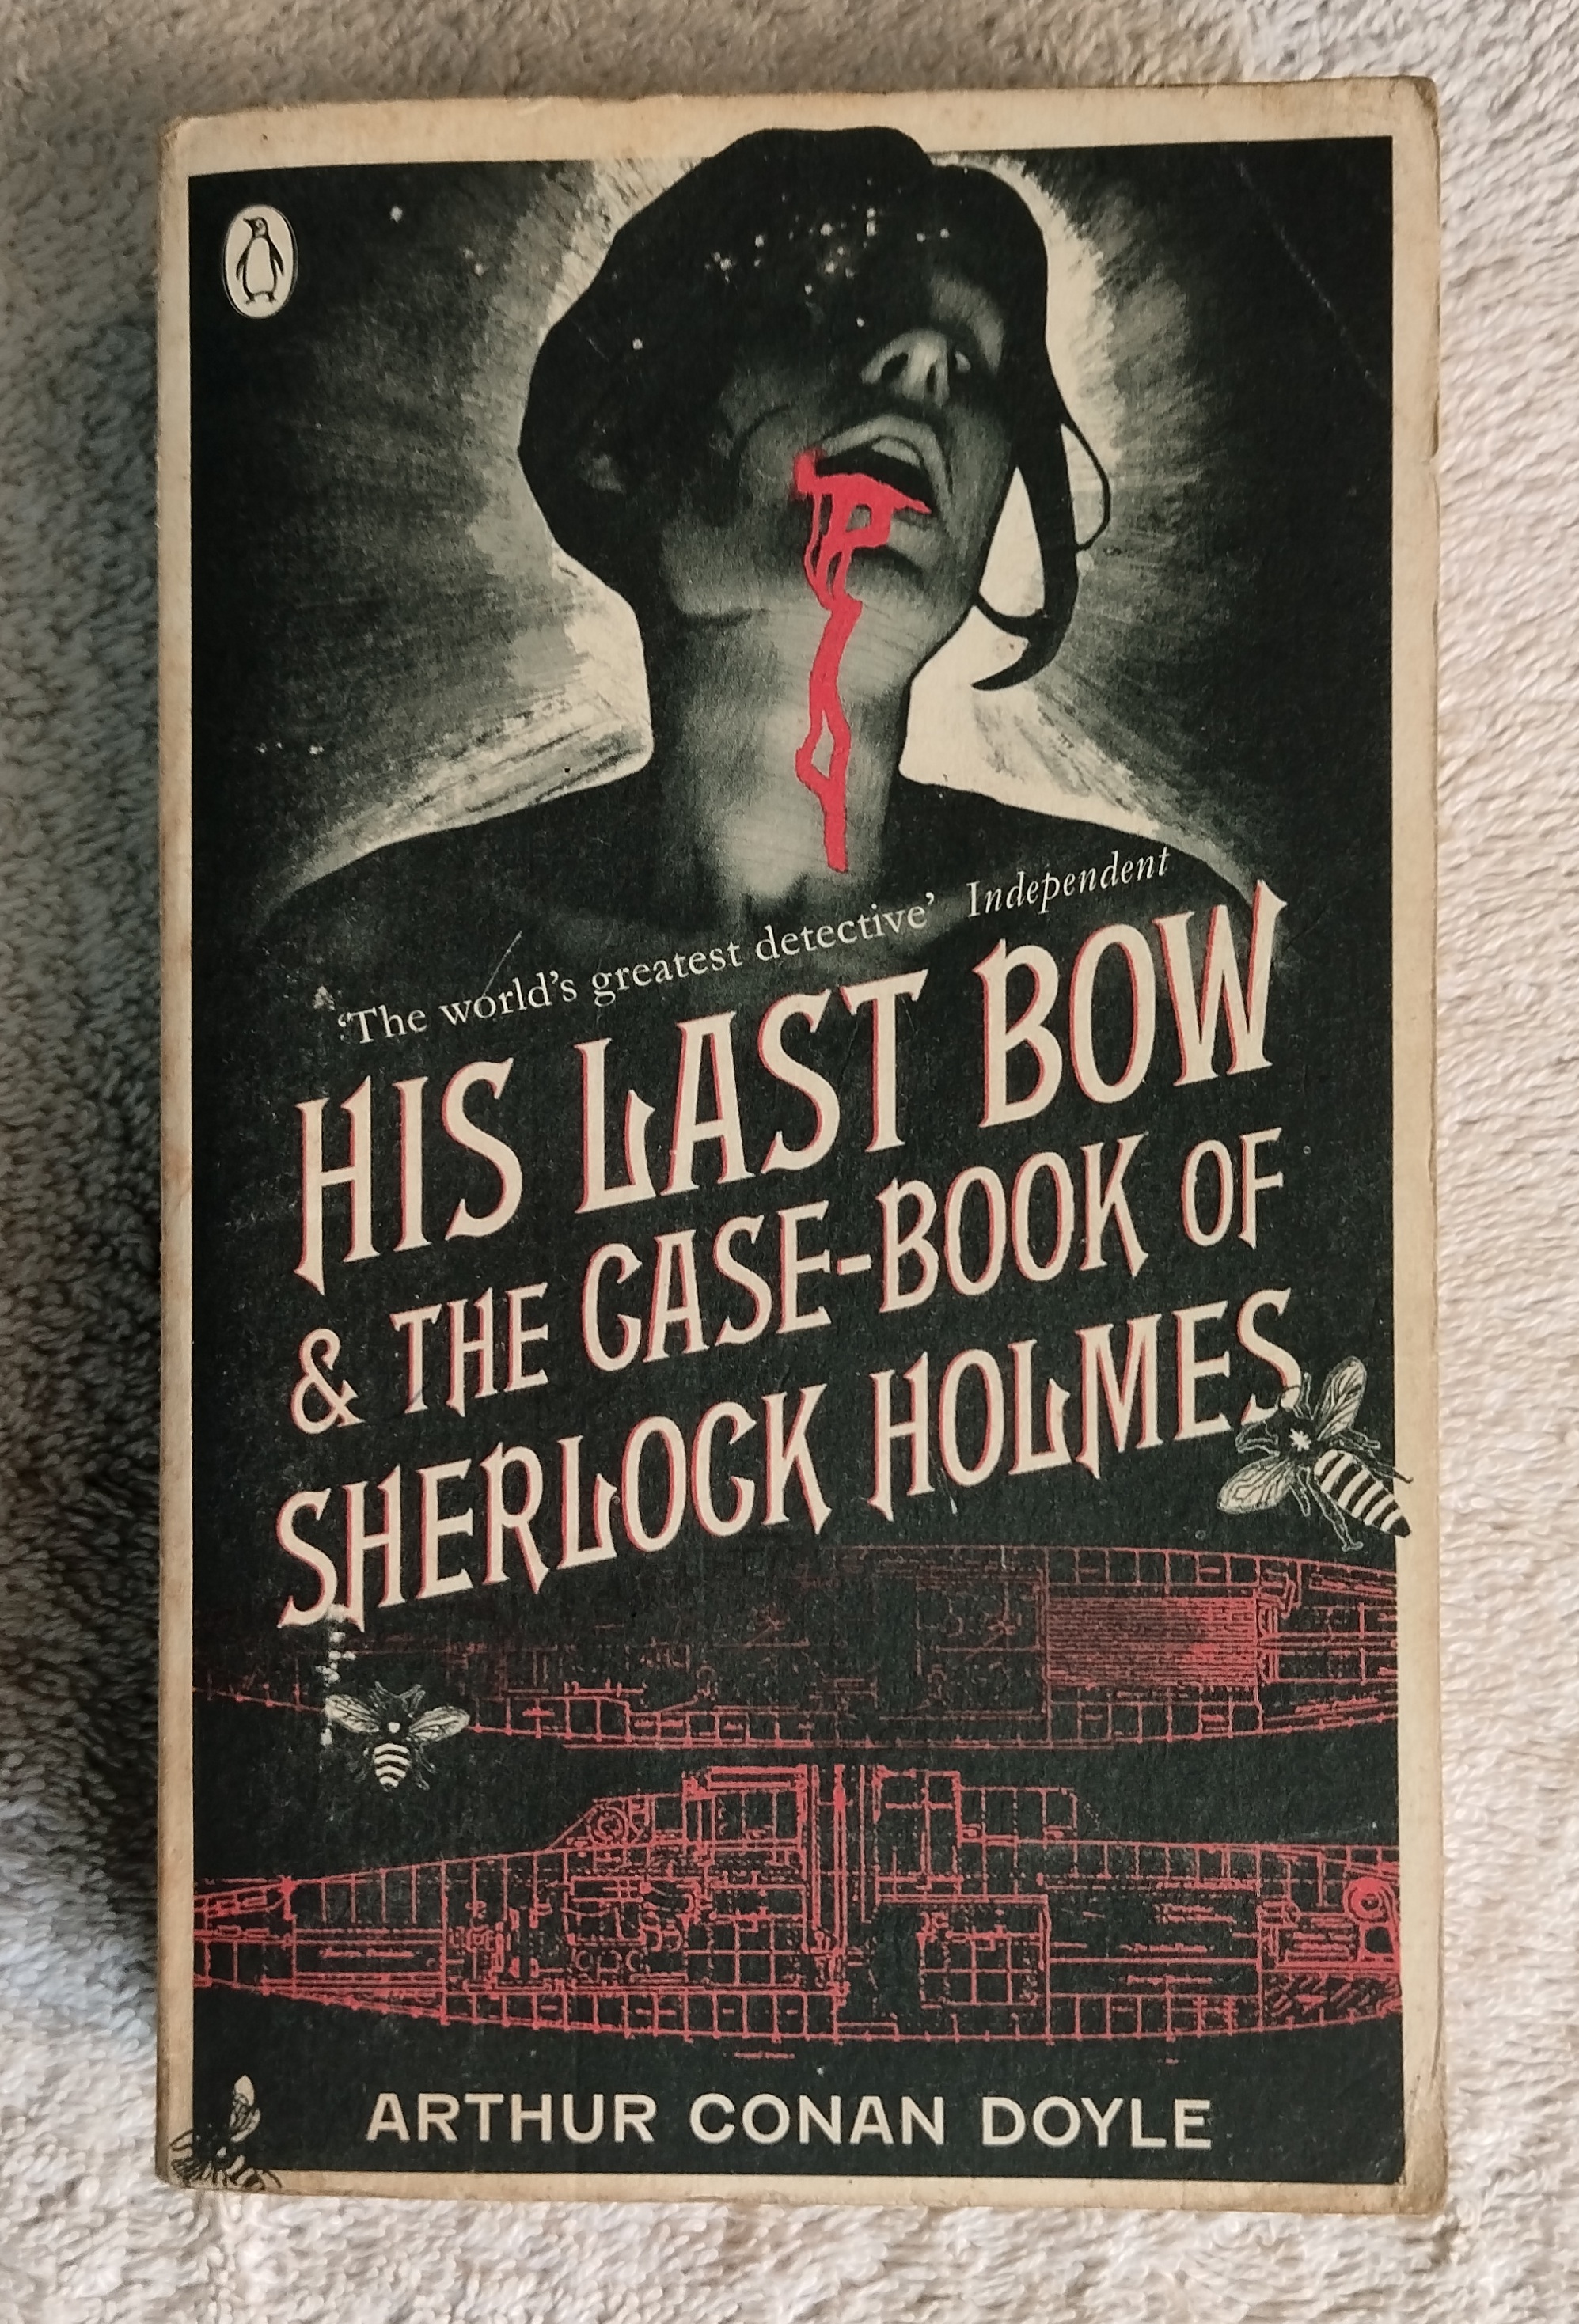 ‘The world’s greatest detective’ Independent
HIS LAST BOW
& THE CASE-BOOK OF
SHERLOCK HOLMES
ARTHUR CONAN DOYLE